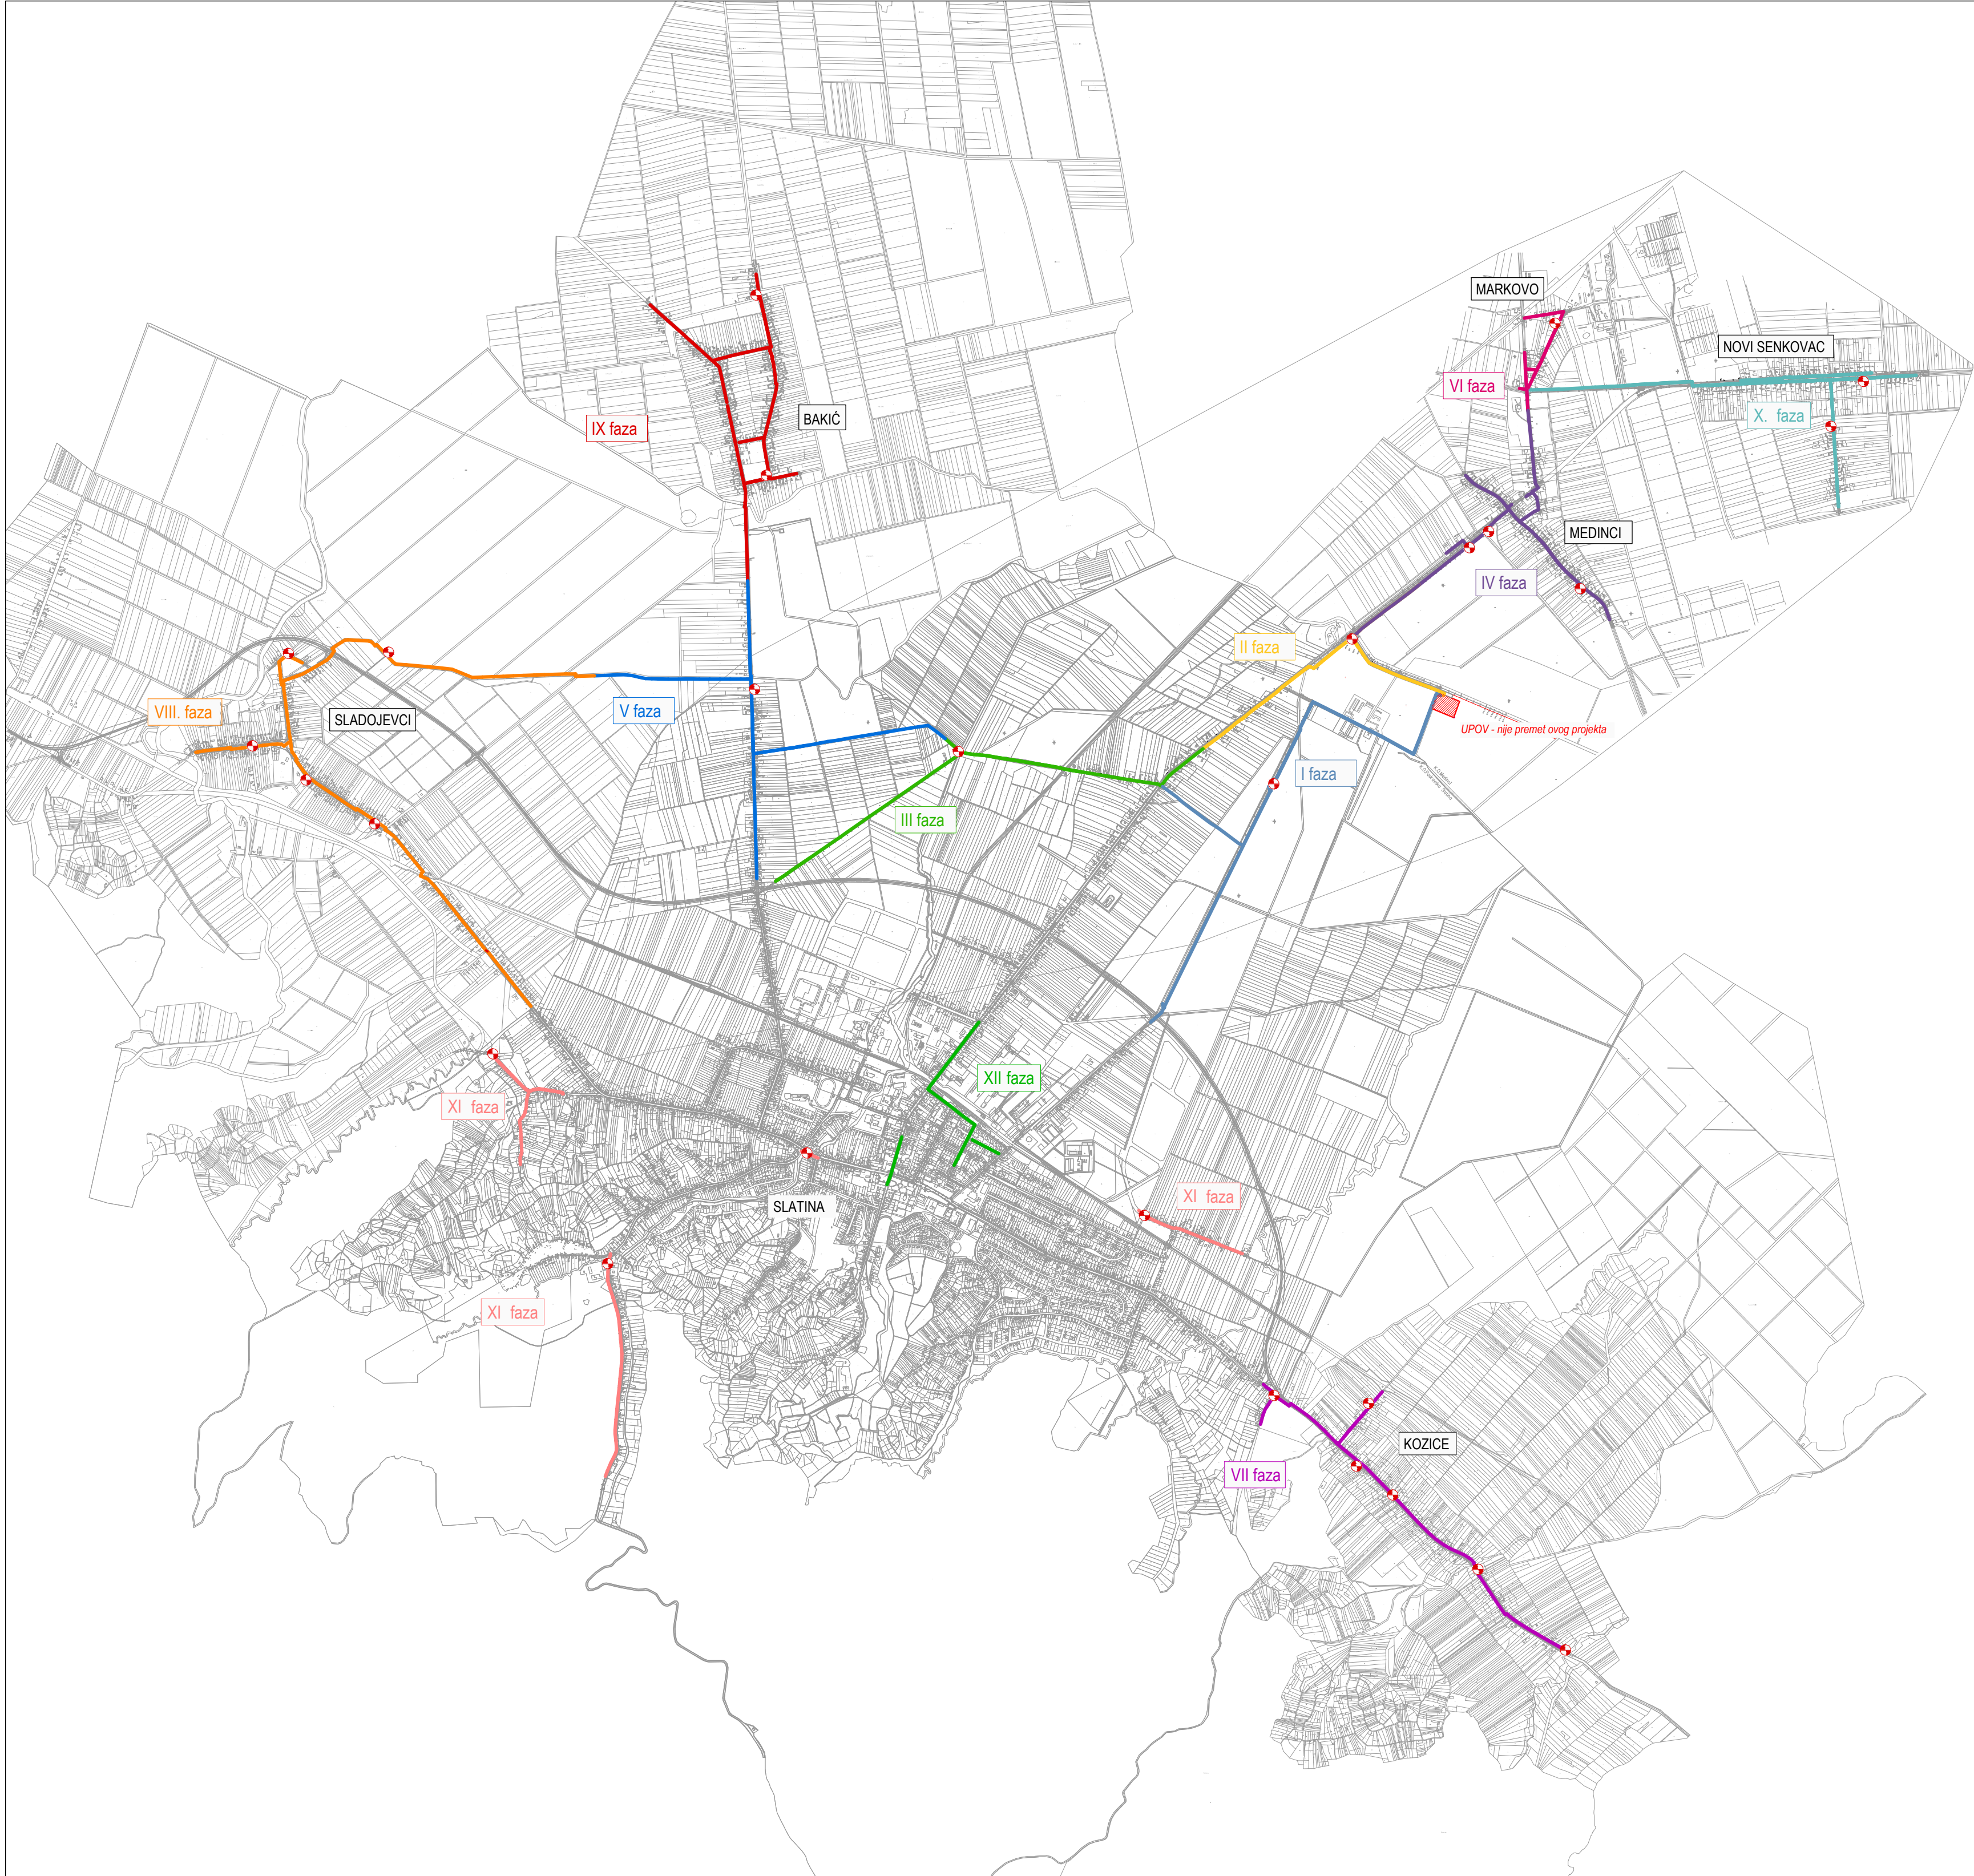 MARKOVO
NOVI SENKOVAC
VI faza
X. faza
BAKIĆ
IX faza
MEDINCI
IV faza
II faza
VIII. faza
SLADOJEVCI
V faza
UPOV - nije premet ovog projekta
I faza
III faza
XII faza
XI faza
SLATINA
XI faza
XI faza
KOZICE
VII faza